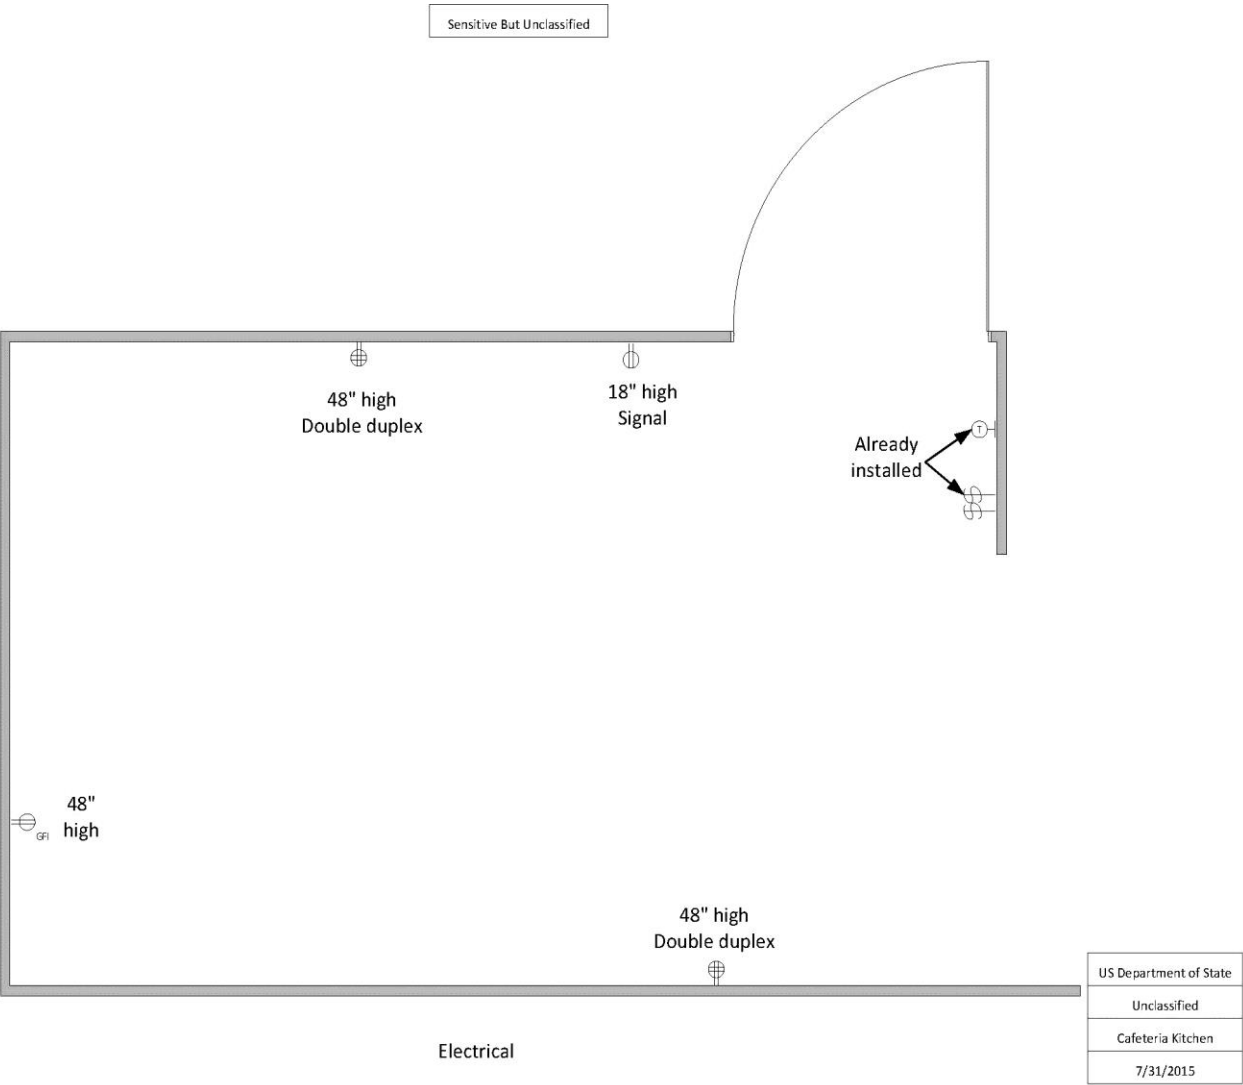 Sensitive But Unclassified
48" high
Double duplex
18" high
Signal
T
Already
installed
48"
high
GFI
48" high
Double duplex
US Department of State
Unclassified
Cafeteria Kitchen
7/31/2015
Electrical